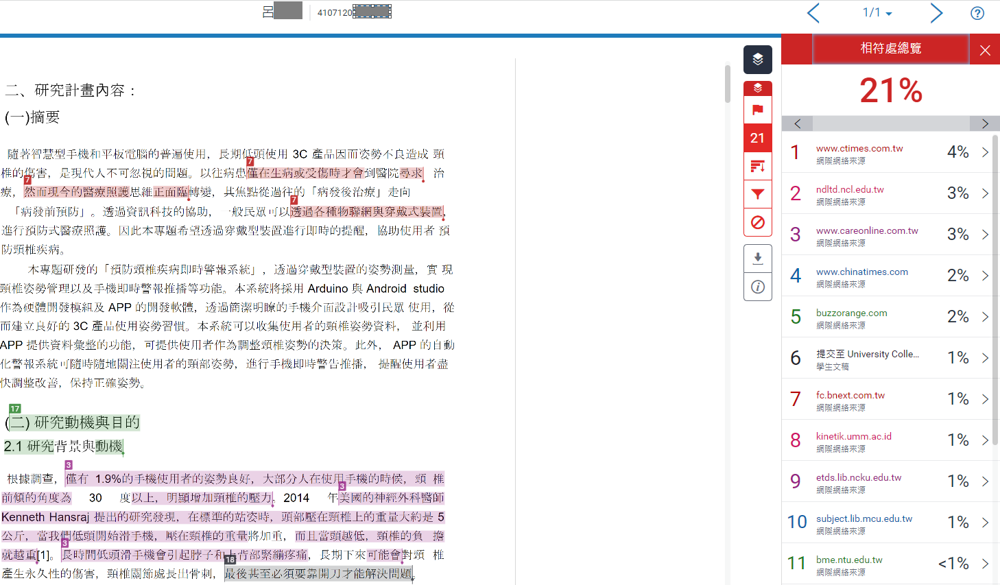 呂
4107120
1/1
相符處總覽
21%
二、研究計畫內容：
(一)摘要
隨著智慧型手機和平板電腦的普遍使用，長期低頭使用 3C 產品因而姿勢不良造成 頸
椎的傷害，是現代人不可忽視的問題。以往病患僅在生病或受傷時才會到醫院尋求 治
療，然而現今的醫療照護思維正面臨轉變，其焦點從過往的「病發後治療」走向
「病發前預防」。透過資訊科技的協助，一般民眾可以透過各種物聯網與穿戴式裝置，
進行預防式醫療照護。因此本專題希望透過穿戴型裝置進行即時的提醒，協助使用者 預
防頸椎疾病。
本專題研發的「預防頸椎疾病即時警報系統」，透過穿戴型裝置的姿勢測量，實 現
頸椎姿勢管理以及手機即時警報推播等功能。本系統將採用 Arduino 與 Android studio
作為硬體開發模組及 APP 的開發軟體，透過簡潔明瞭的手機介面設計吸引民眾 使用，從
而建立良好的 3C 產品使用姿勢習慣。本系統可以收集使用者的頸椎姿勢資料， 並利用
APP 提供資料彙整的功能，可提供使用者作為調整頸椎姿勢的決策。此外， APP 的自動
化警報系統可隨時隨地關注使用者的頸部姿勢，進行手機即時警告推播， 提醒使用者盡
快調整改善，保持正確姿勢。
(二) 研究動機與目的
2.1 研究背景與動機
根據調查，僅有 1.9%的手機使用者的姿勢良好，大部分人在使用手機的時候，頸 椎
前傾的角度為 30 度以上，明顯增加頸椎的壓力。2014 年美國的神經外科醫師
Kenneth Hansraj 提出的研究發現，在標準的站姿時，頭部壓在頸椎上的重量大約是 5
公斤，當我們低頭開始滑手機，壓在頸椎的重量將加重，而且當頭越低，頸椎的負 擔
就越重[1]。長時間低頭滑手機會引起脖子和上背部緊繃疼痛，長期下來可能會對頸 椎
產生永久性的傷害，頸椎關節處長出骨刺，最後甚至必須要靠開刀才能解決問題。
7
7
7
17
3
3
3
18
21
1 www.ctimes.com.tw 4%
網際網絡來源
2 ndltd.ncl.edu.tw 3%
網際網絡來源
3 www.careonline.com.tw 3%
網際網絡來源
4 www.chinatimes.com 2%
網際網絡來源
5 buzzorange.com 2%
網際網絡來源
6 提交至 University Colle... 1%
學生文稿
7 fc.bnext.com.tw 1%
網際網絡來源
8 kinetik.umm.ac.id 1%
網際網絡來源
9 etds.lib.ncku.edu.tw 1%
網際網絡來源
10 subject.lib.mcu.edu.tw 1%
網際網絡來源
11 bme.ntu.edu.tw <1%
網際網絡來源